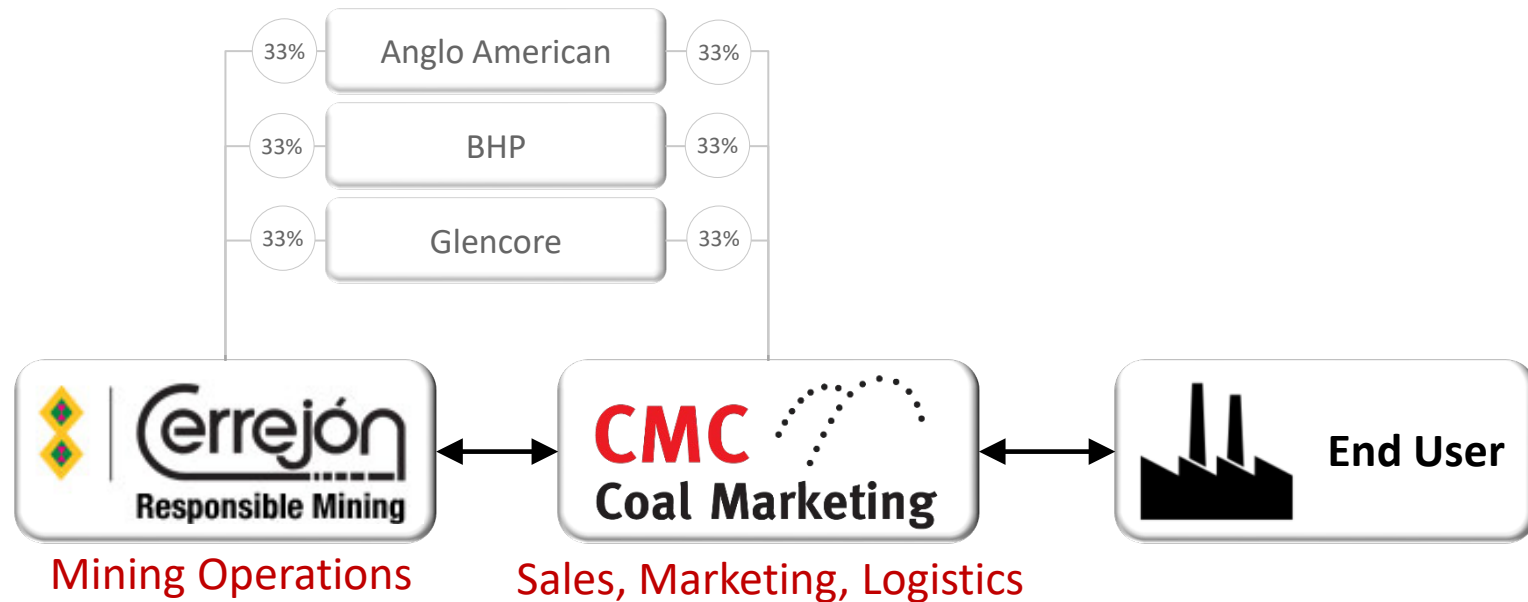 33% Anglo American 33%
33% BHP 33%
33% Glencore 33%
Cerrejón
Responsible Mining
CMC
Coal Marketing
End User
Mining Operations
Sales, Marketing, Logistics